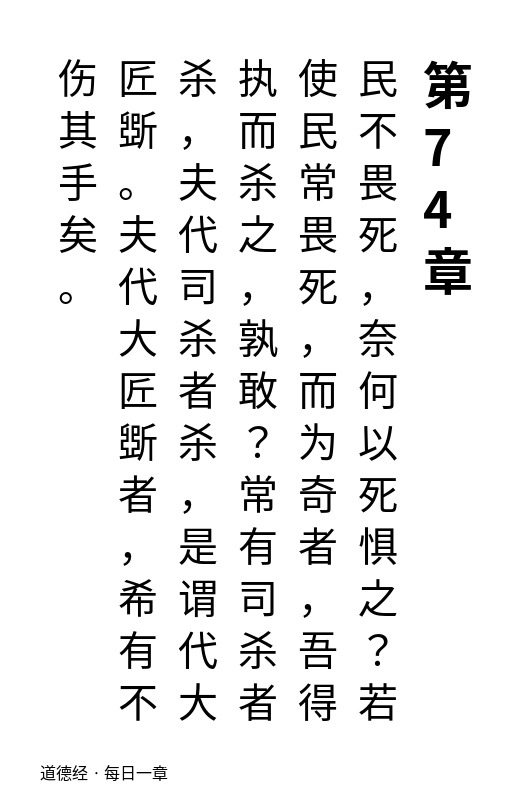 第74章
民不畏死，奈何以死惧之？若
使民常畏死，而为奇者，吾得
执而杀之，孰敢？常有司杀者
杀，夫代司杀者杀，是谓代大
匠斲。夫代大匠斲者，希有不
伤其手矣。
道德经 · 每日一章